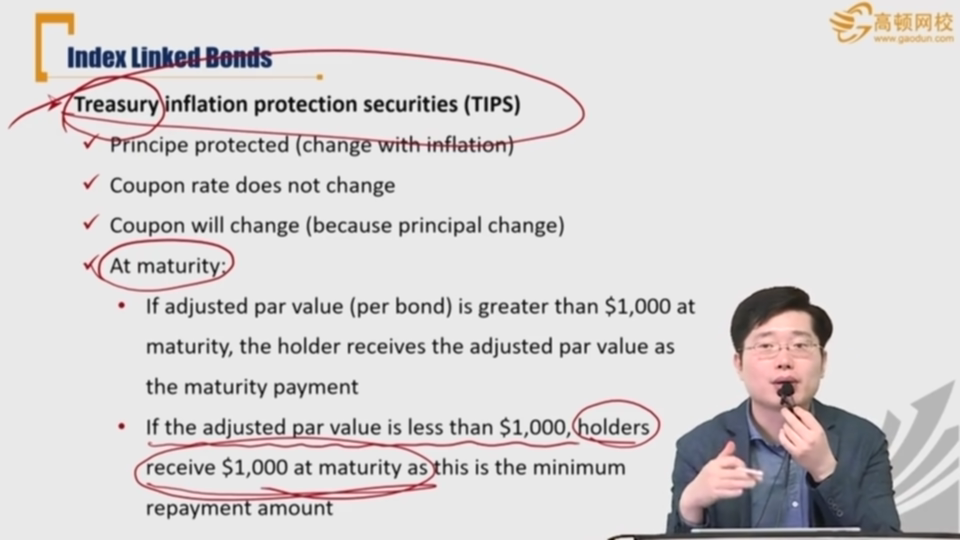 高顿网校
www.gaodun.com
Index Linked Bonds
Treasury inflation protection securities (TIPS)
Principe protected (change with inflation)
Coupon rate does not change
Coupon will change (because principal change)
At maturity:
If adjusted par value (per bond) is greater than $1,000 at
maturity, the holder receives the adjusted par value as
the maturity payment
If the adjusted par value is less than $1,000, holders
receive $1,000 at maturity as this is the minimum
repayment amount